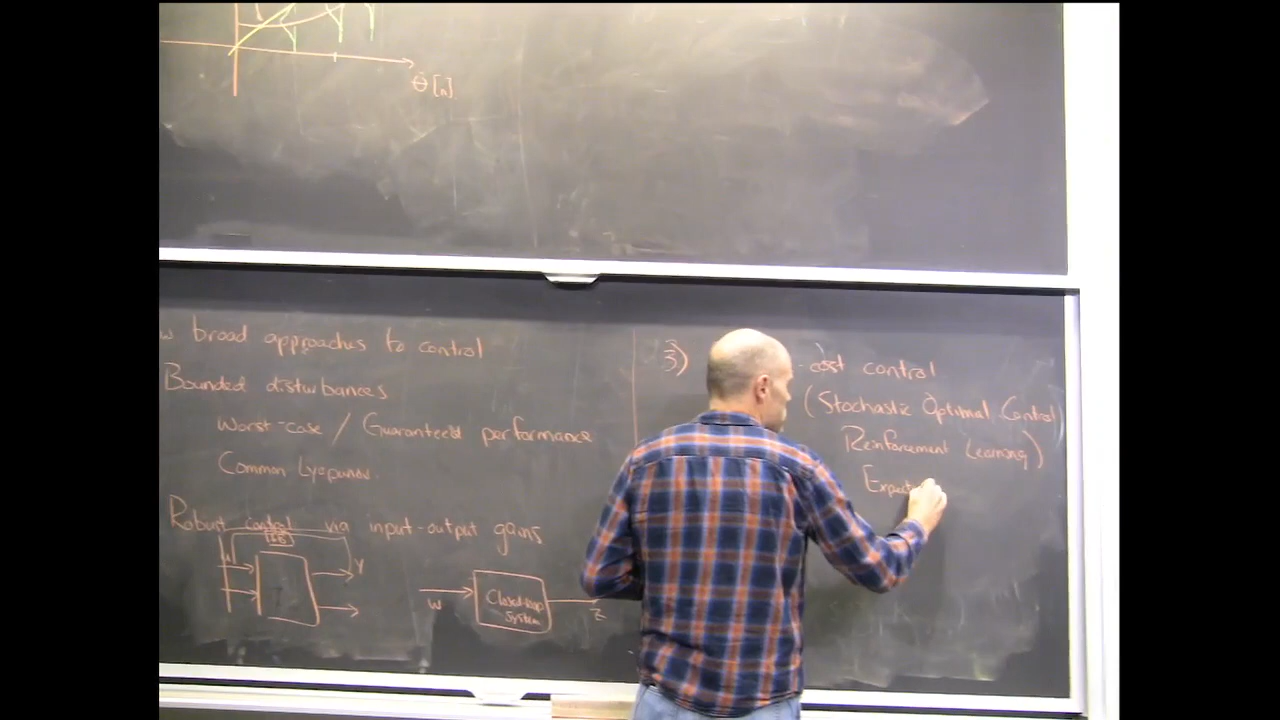 θ[n]
broad approaches to control
Bounded disturbances
Worst-case / Guaranteed performance
Common Lyapunov.
Robust control via input-output gains
Y
W
Closed-loop
System
z
3)
-cost control
(Stochastic Optimal Control
Reinforcement Learning)
Expect